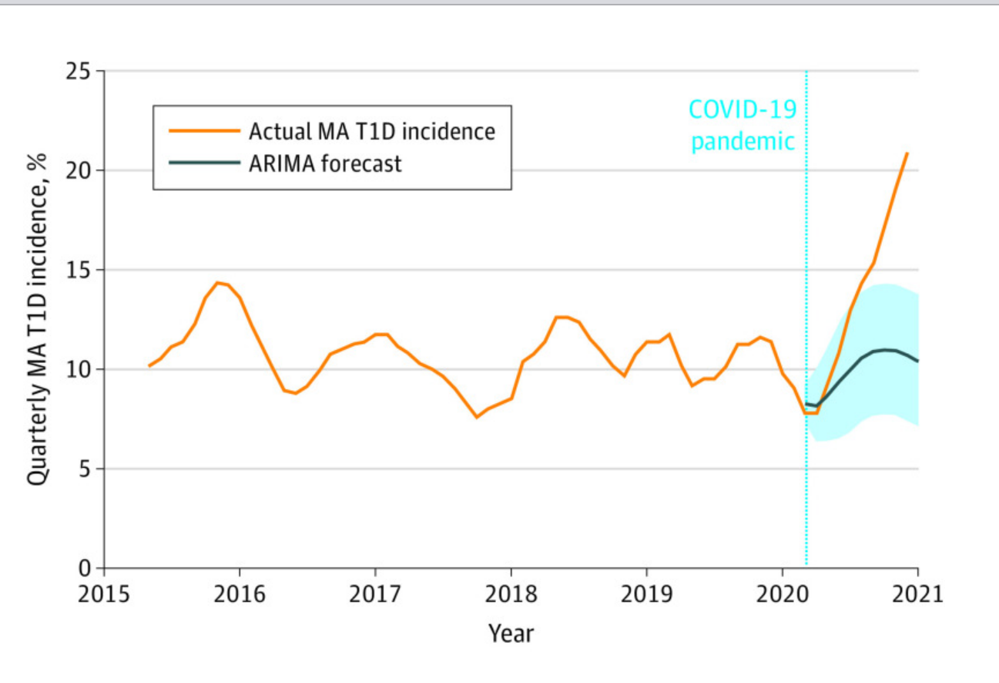 25
20
15
10
5
0
Quarterly MA T1D incidence, %
Actual MA T1D incidence
ARIMA forecast
COVID-19
pandemic
2015 2016 2017 2018 2019 2020 2021
Year